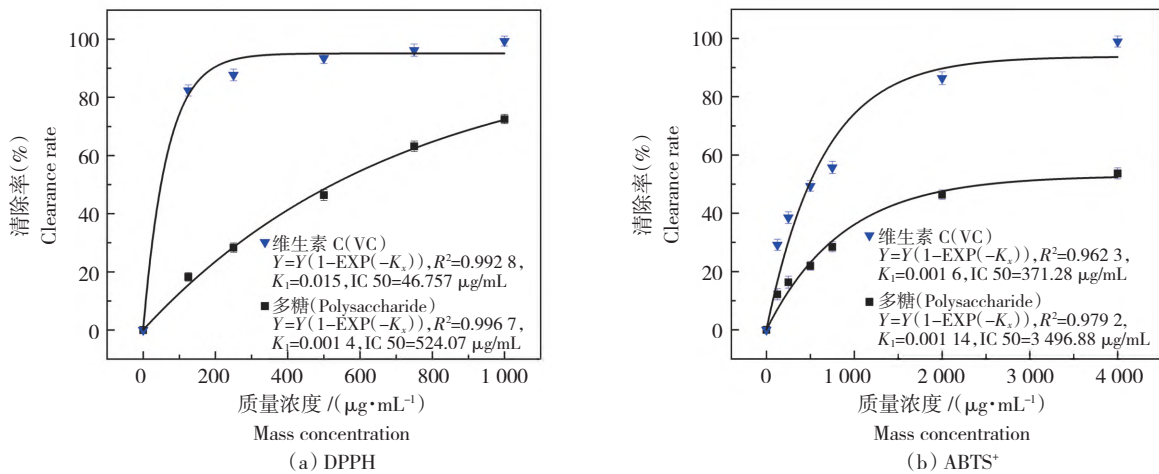 100
80
60
40
20
0
清除率(%)
Clearance rate
维生素 C(VC)
Y=Y(1-EXP(-Kx)),R²=0.992 8,
K₁=0.015,IC 50=46.757 μg/mL
多糖(Polysaccharide)
Y=Y(1-EXP(-Kx)),R²=0.996 7,
K₁=0.001 4,IC 50=524.07 μg/mL
0 200 400 600 800 1 000
质量浓度 /(μg·mL⁻¹)
Mass concentration
(a) DPPH
100
80
60
40
20
0
清除率(%)
Clearance rate
维生素 C(VC)
Y=Y(1-EXP(-Kx)),R²=0.962 3,
K₁=0.001 6,IC 50=371.28 μg/mL
多糖(Polysaccharide)
Y=Y(1-EXP(-Kx)),R²=0.979 2,
K₁=0.001 14,IC 50=3 496.88 μg/mL
0 1 000 2 000 3 000 4 000
质量浓度 /(μg·mL⁻¹)
Mass concentration
(b) ABTS⁺